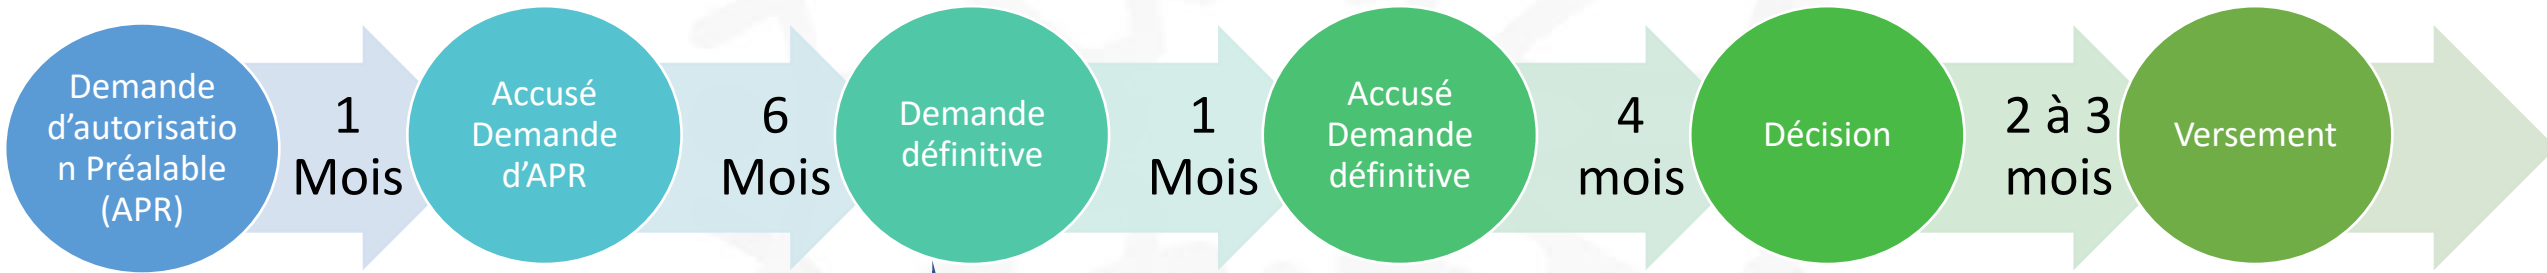 Demande
d'autorisatio
n Préalable
(APR)
1
Mois
Accusé
Demande
d'APR
6
Mois
Demande
définitive
1
Mois
Accusé
Demande
définitive
4
mois
Décision
2 à 3
mois
Versement